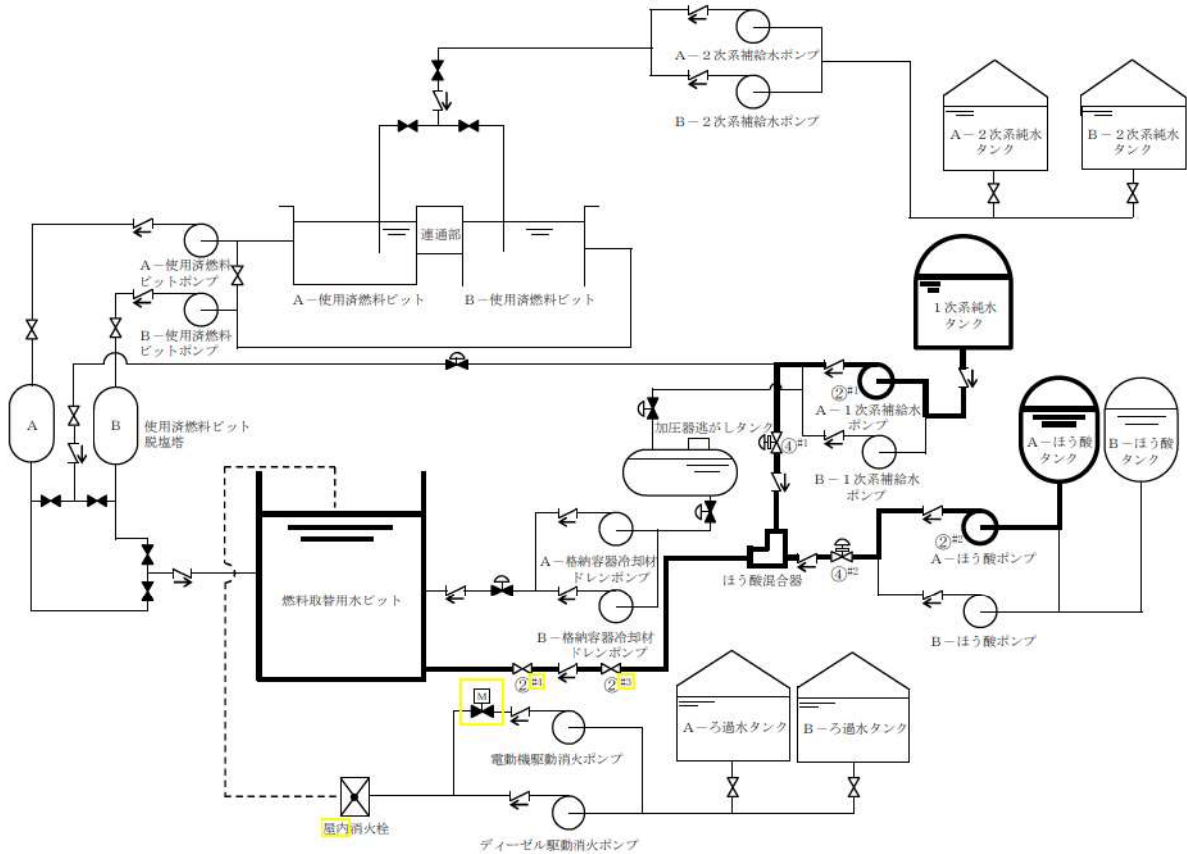 A－２次系補給水ポンプ
B－２次系補給水ポンプ
A－２次系純水
タンク
B－２次系純水
タンク
連通部
A－使用済燃料
ピットポンプ
A－使用済燃料ピット
B－使用済燃料ピット
１次系純水
タンク
B－使用済燃料
ピットポンプ
②#1
A－１次系補給水
ポンプ
A
B
使用済燃料ピット
脱塩塔
加圧器逃がしタンク
④#1
A－ほう酸
タンク
B－ほう酸
タンク
B－１次系補給水
ポンプ
②#2
A－ほう酸ポンプ
A－格納容器冷却材
ドレンポンプ
ほう酸混合器
④#2
燃料取替用水ピット
B－格納容器冷却材
ドレンポンプ
B－ほう酸ポンプ
②#4
②#3
M
A－ろ過水タンク
B－ろ過水タンク
電動機駆動消火ポンプ
屋内消火栓
ディーゼル駆動消火ポンプ